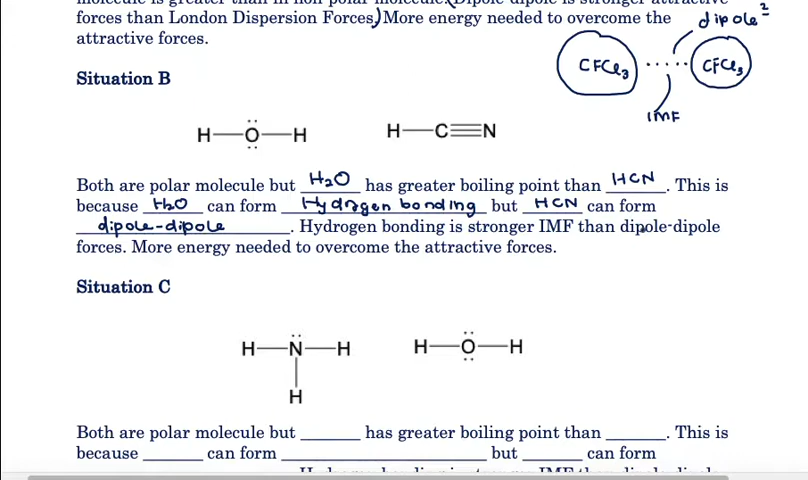 forces than London Dispersion Forces.) More energy needed to overcome the
attractive forces.
dipole²
CFCl₃ ..... CFCl₃
IMF
Situation B
H—O—H
H—C≡N
Both are polar molecule but H₂O has greater boiling point than HCN. This is
because H₂O can form Hydrogen bonding but HCN can form
dipole-dipole. Hydrogen bonding is stronger IMF than dipole-dipole
forces. More energy needed to overcome the attractive forces.
Situation C
H—N—H
H
H—O—H
Both are polar molecule but ______ has greater boiling point than ______. This is
because ______ can form ____________________ but ______ can form